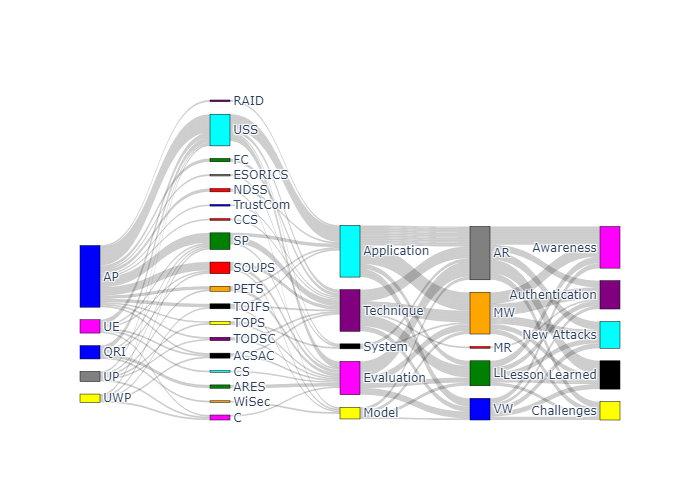 AP
UE
QRI
UP
UWP
RAID
USS
FC
ESORICS
NDSS
TrustCom
CCS
SP
SOUPS
PETS
TOIFS
TOPS
TODSC
ACSAC
CS
ARES
WiSec
C
Application
Technique
System
Evaluation
Model
AR
MW
MR
LL
VW
Awareness
Authentication
New Attacks
Lesson Learned
Challenges